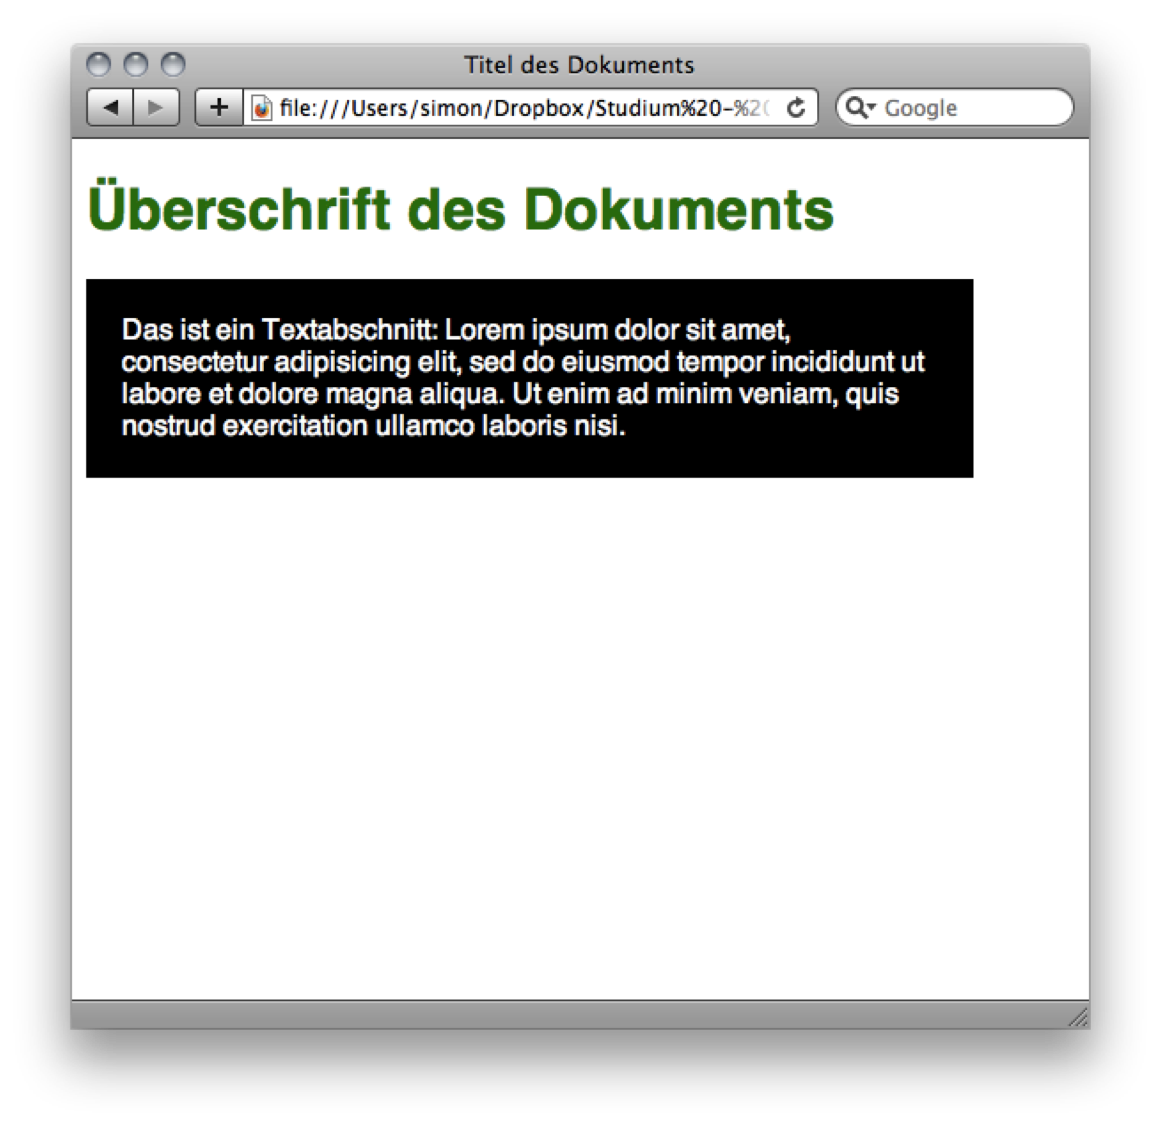 Titel des Dokuments
file:///Users/simon/Dropbox/Studium%20-%20
Google
Überschrift des Dokuments
Das ist ein Textabschnitt: Lorem ipsum dolor sit amet,
consectetur adipisicing elit, sed do eiusmod tempor incididunt ut
labore et dolore magna aliqua. Ut enim ad minim veniam, quis
nostrud exercitation ullamco laboris nisi.